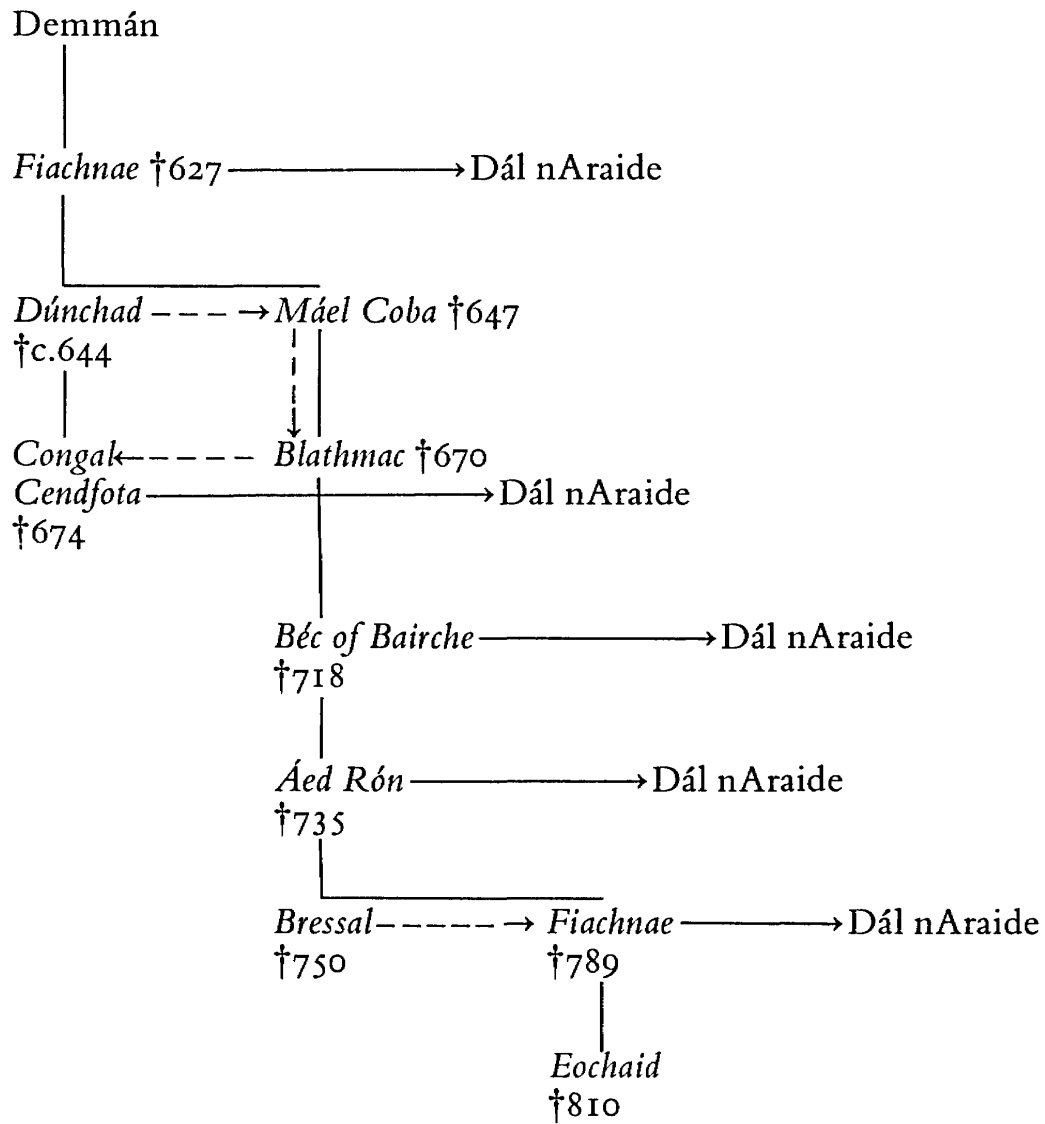 Demmán
Fiachnae †627 Dál nAraide
Dúnchad Máel Coba †647
†c.644
Congal Blathmac †670
Cendfota Dál nAraide
†674
Béc of Bairche Dál nAraide
†718
Áed Rón Dál nAraide
†735
Bressal Fiachnae Dál nAraide
†750 †789
Eochaid
†810